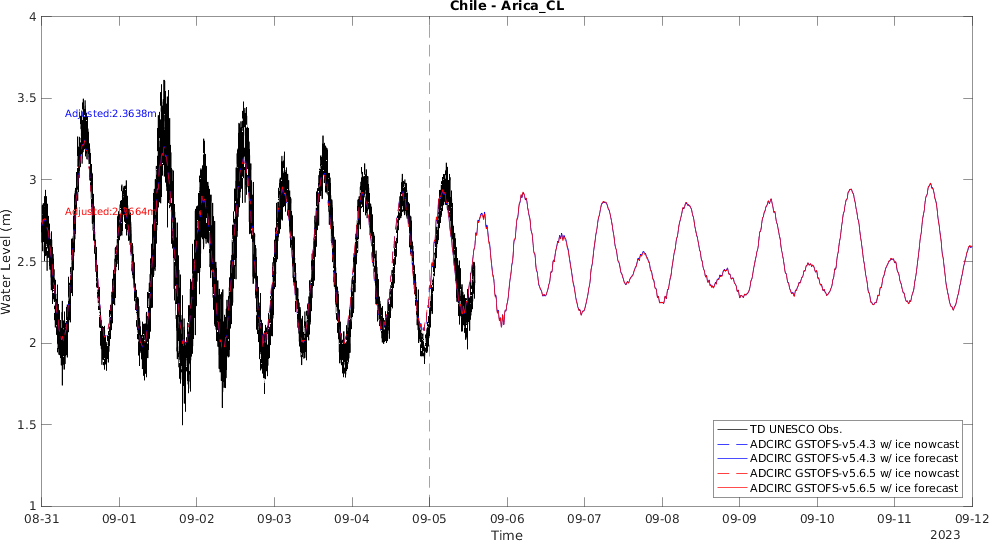 Chile - Arica_CL
4
3.5
3
2.5
2
1.5
1
Water Level (m)
Adjusted:2.3638m
08-31
09-01
09-02
09-03
09-04
09-05
09-06
09-07
09-08
09-09
09-10
09-11
09-12
Time
2023
TD UNESCO Obs.
ADCIRC GSTOFS-v5.4.3 w/ ice nowcast
ADCIRC GSTOFS-v5.4.3 w/ ice forecast
ADCIRC GSTOFS-v5.6.5 w/ ice nowcast
ADCIRC GSTOFS-v5.6.5 w/ ice forecast